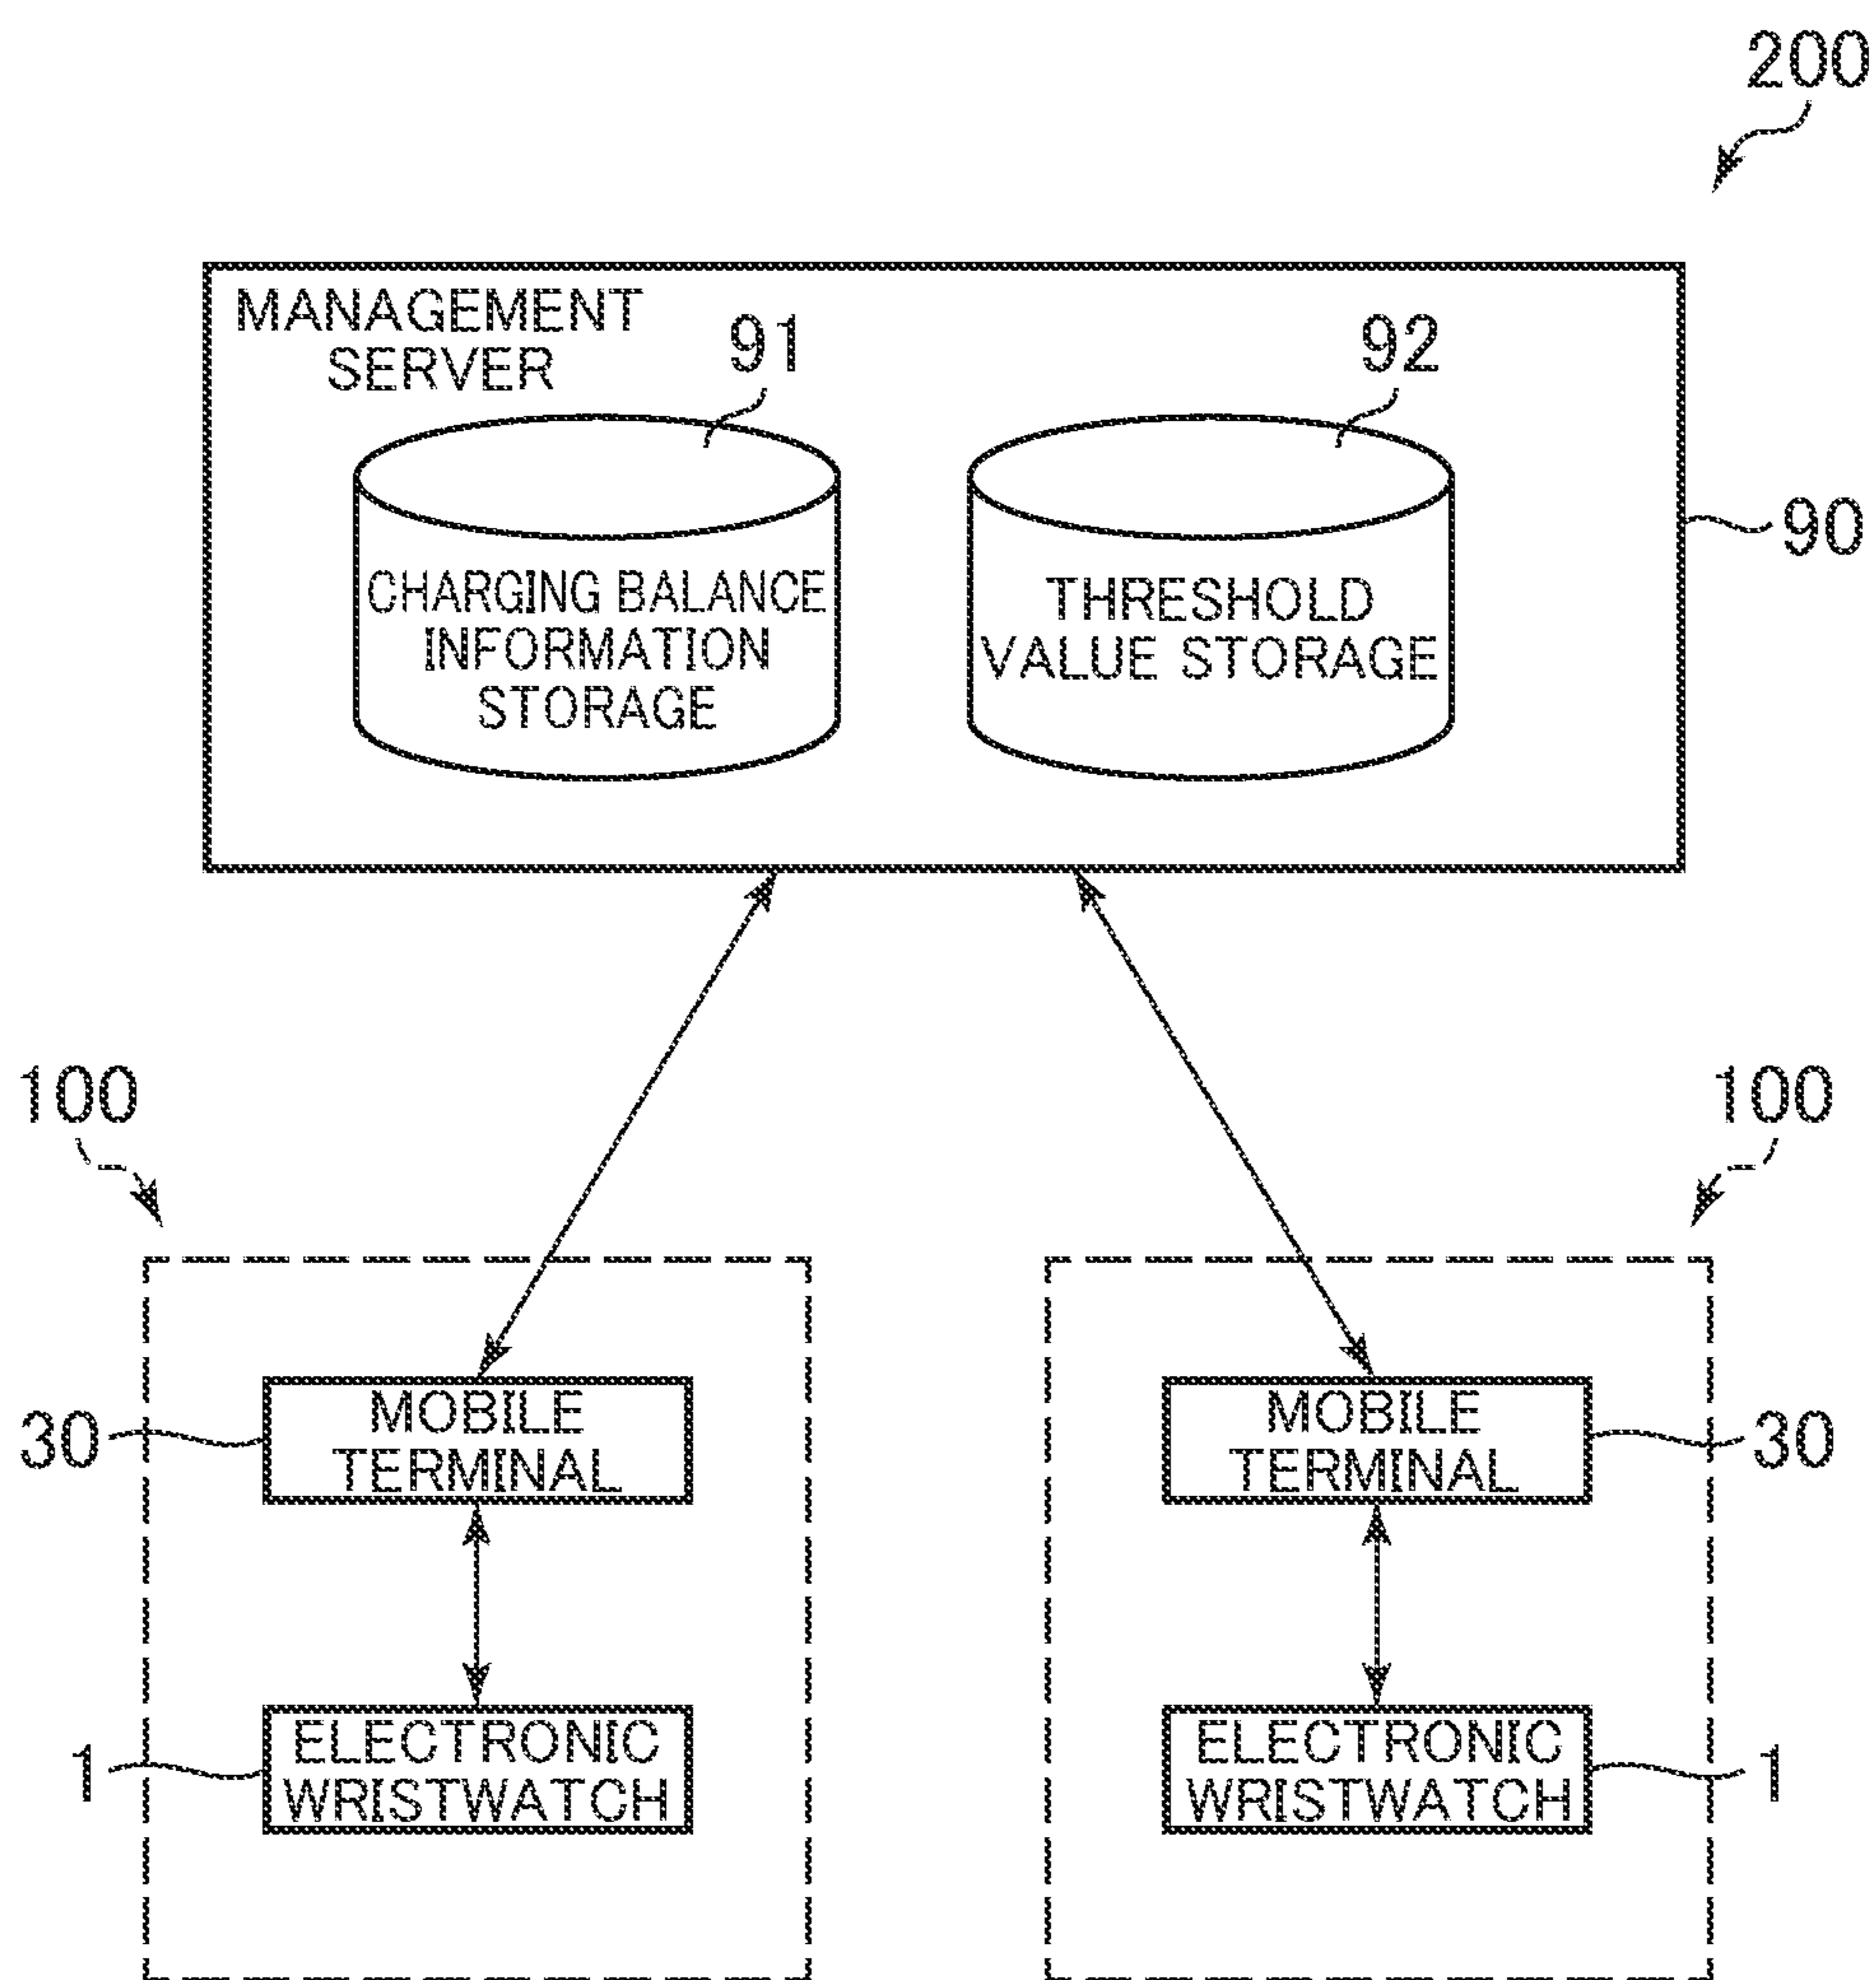 200
MANAGEMENT
SERVER
91
92
90
CHARGING BALANCE
INFORMATION
STORAGE
THRESHOLD
VALUE STORAGE
100
100
30
MOBILE
TERMINAL
MOBILE
TERMINAL
30
1
ELECTRONIC
WRISTWATCH
ELECTRONIC
WRISTWATCH
1